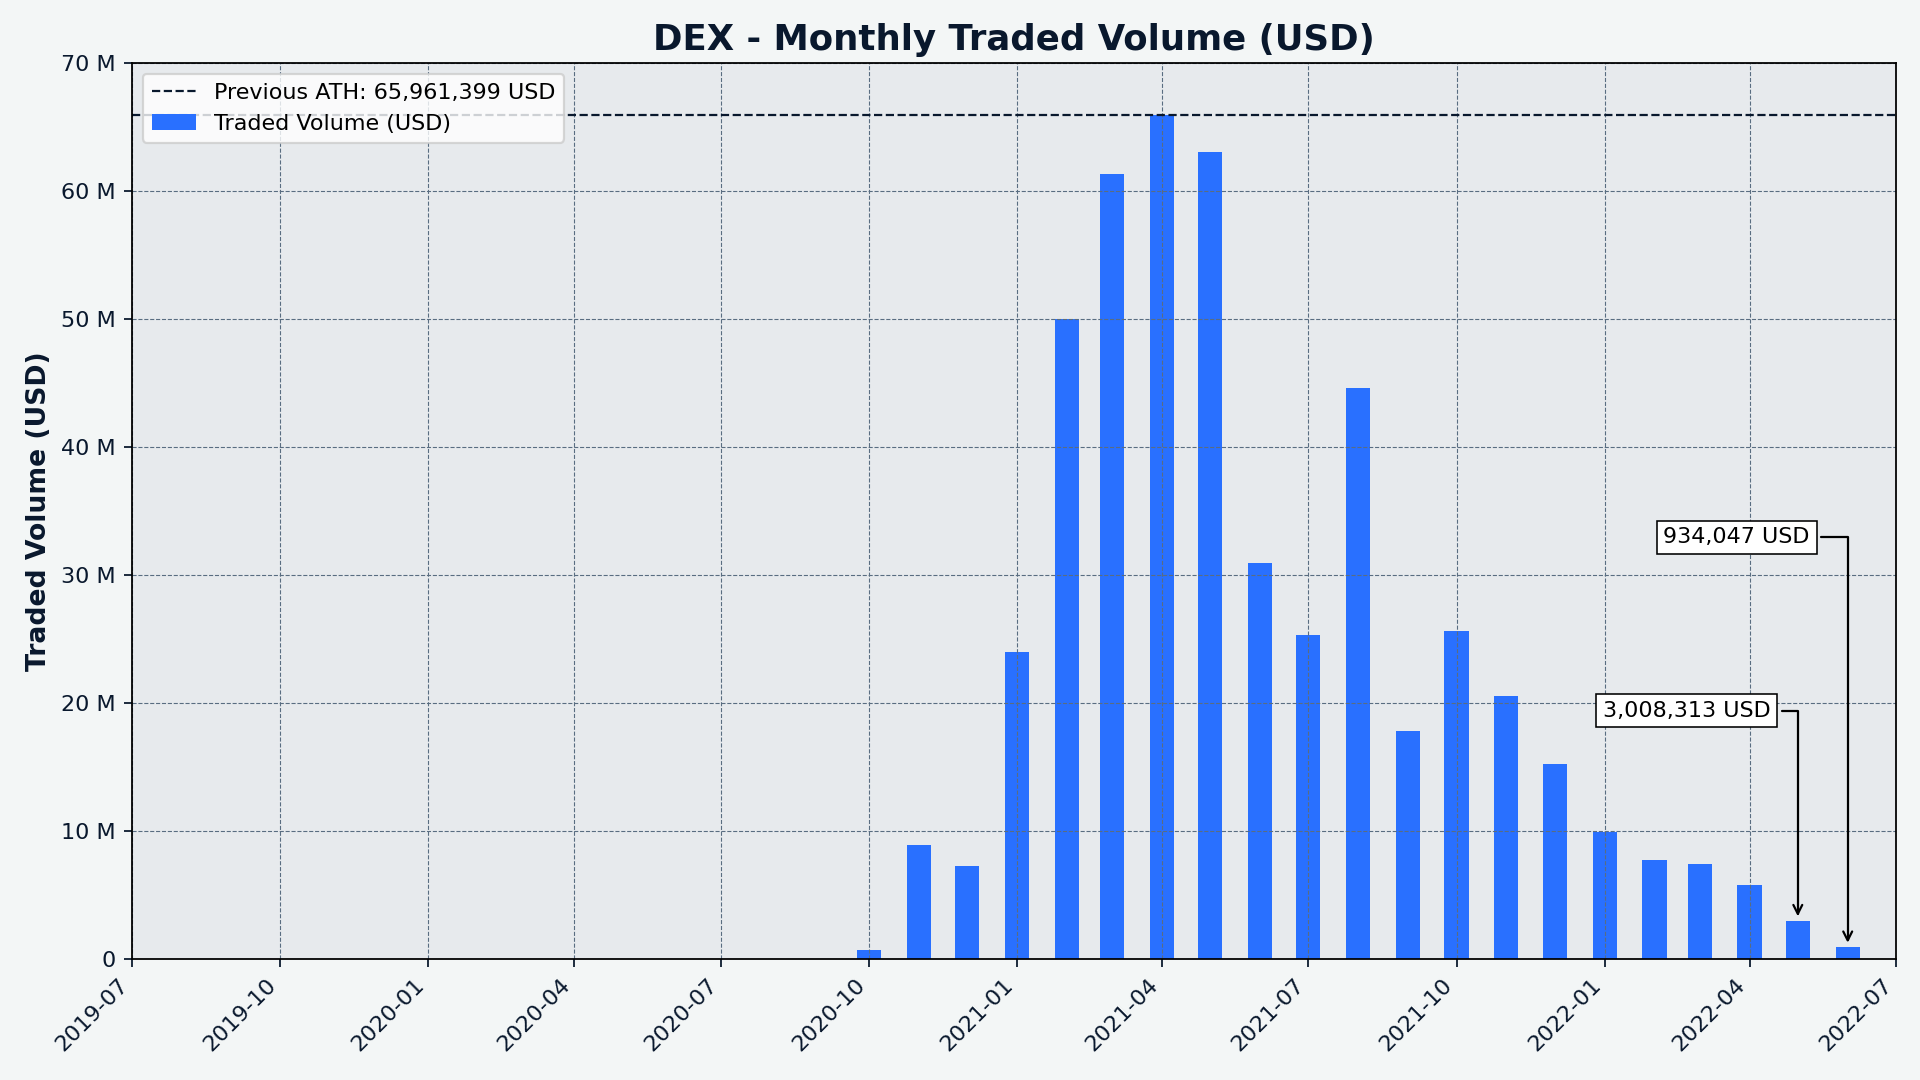 DEX - Monthly Traded Volume (USD)
Previous ATH: 65,961,399 USD
Traded Volume (USD)
Traded Volume (USD)
70 M
60 M
50 M
40 M
30 M
20 M
10 M
0
934,047 USD
3,008,313 USD
2019-07
2019-10
2020-01
2020-04
2020-07
2020-10
2021-01
2021-04
2021-07
2021-10
2022-01
2022-04
2022-07